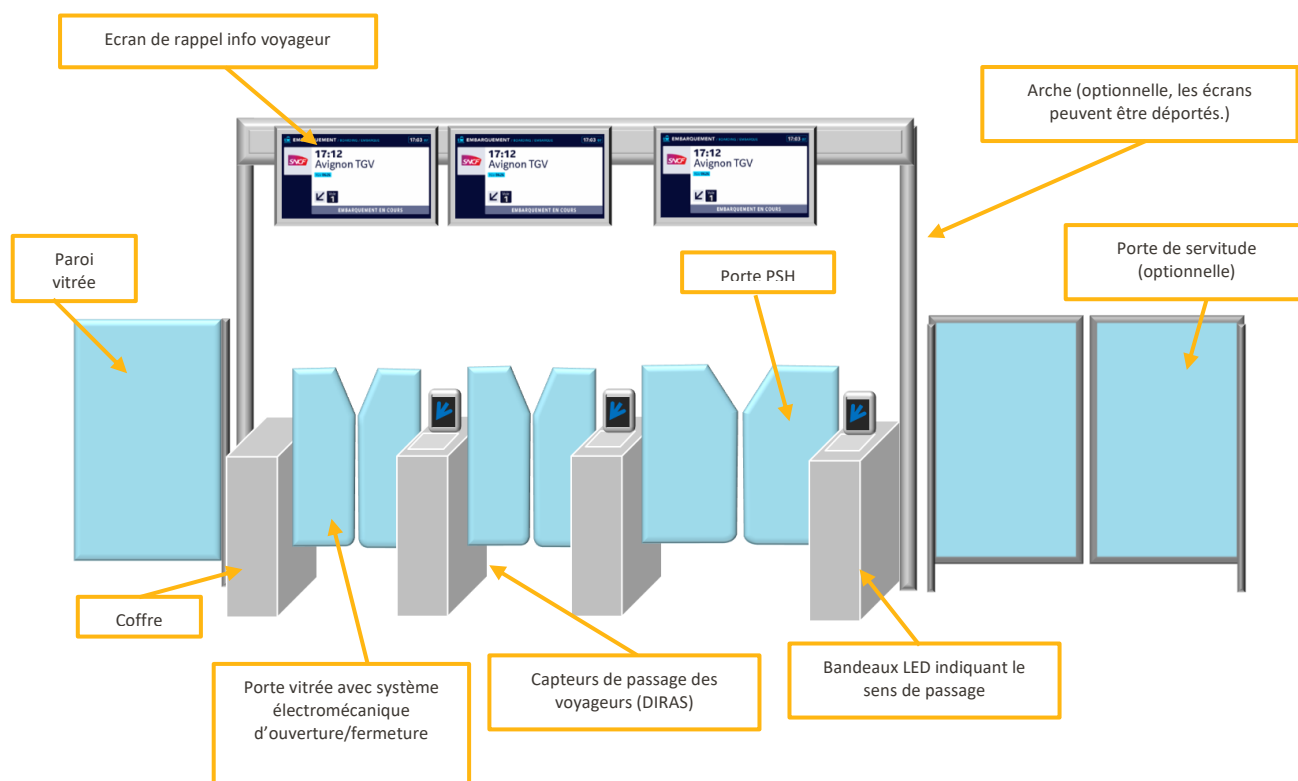 Ecran de rappel info voyageur
Arche (optionnelle, les écrans
peuvent être déportés.)
EMBARQUEMENT
17:03
SNCF
17:12
Avignon TGV
1
EMBARQUEMENT EN COURS
EMBARQUEMENT
17:03
SNCF
17:12
Avignon TGV
1
EMBARQUEMENT EN COURS
EMBARQUEMENT
17:03
SNCF
17:12
Avignon TGV
1
EMBARQUEMENT EN COURS
Paroi
vitrée
Porte PSH
Porte de servitude
(optionnelle)
Coffre
Porte vitrée avec système
électromécanique
d’ouverture/fermeture
Capteurs de passage des
voyageurs (DIRAS)
Bandeaux LED indiquant le
sens de passage